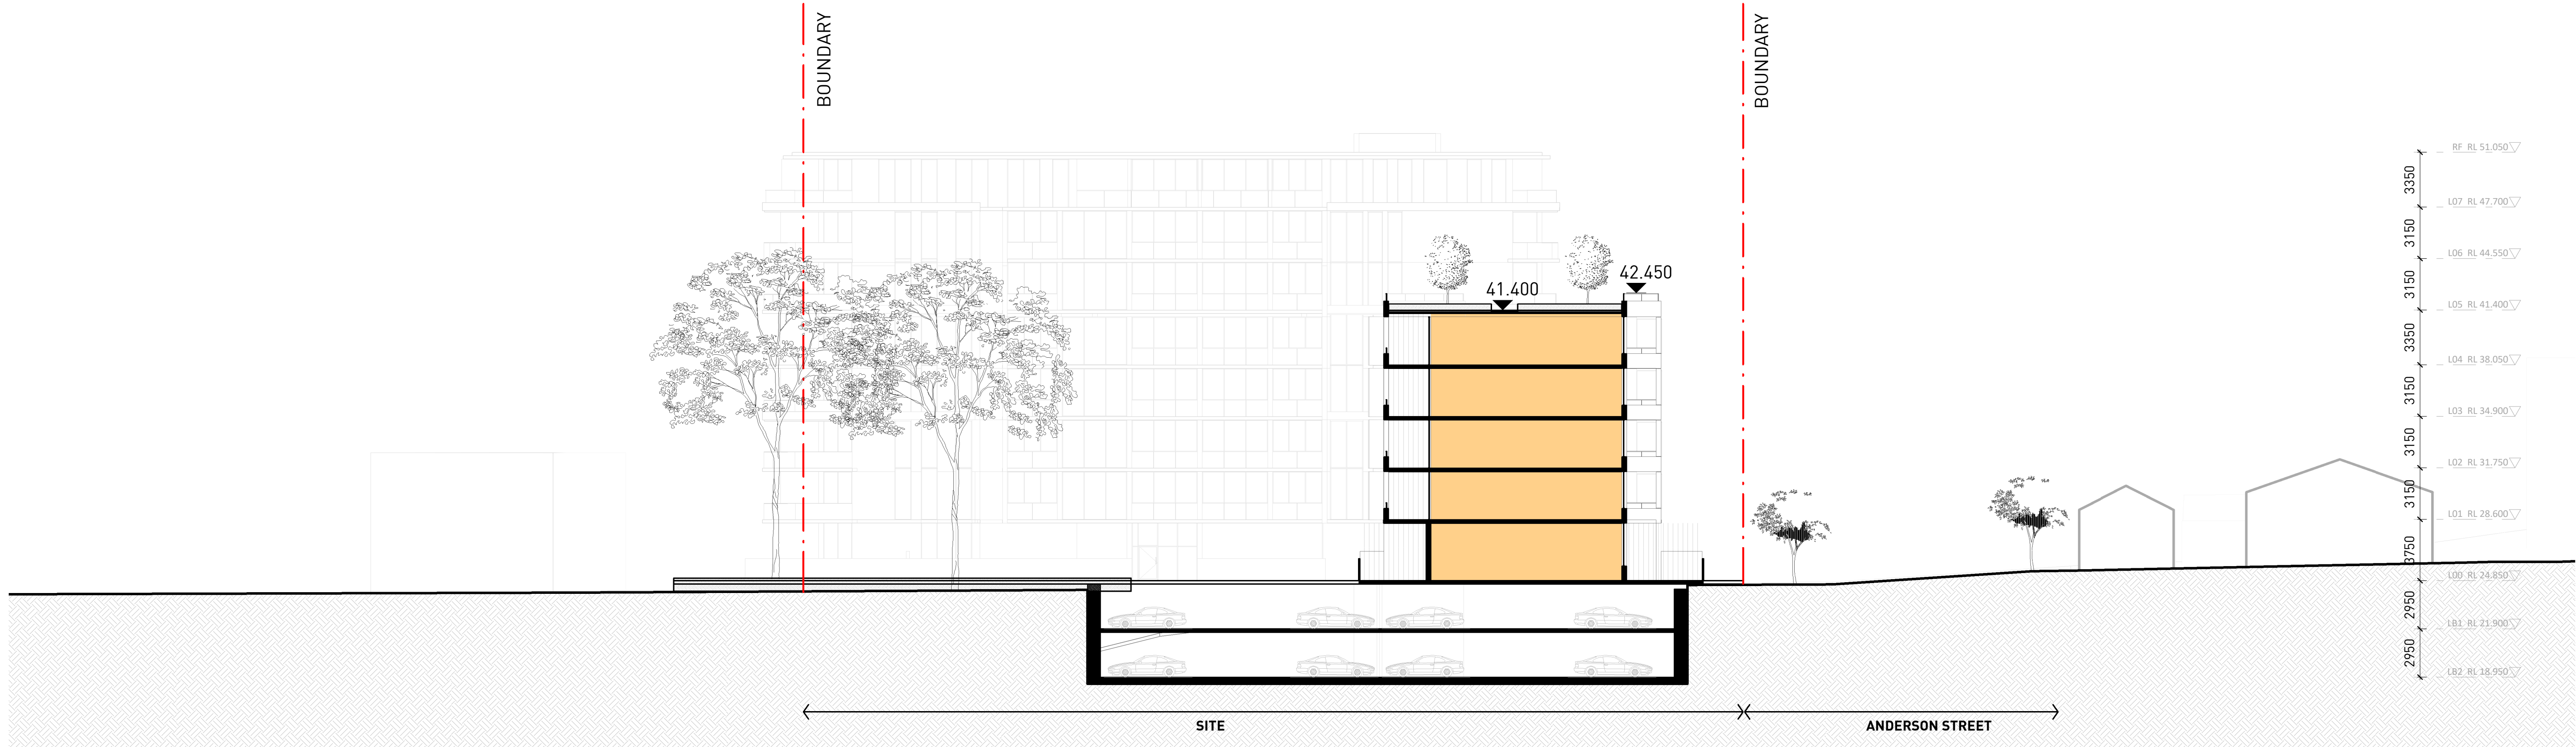 BOUNDARY
BOUNDARY
42.450
41.400
RF RL 51.050
3350
L07 RL 47.700
3150
L06 RL 44.550
3150
L05 RL 41.400
3350
L04 RL 38.050
3150
L03 RL 34.900
3150
L02 RL 31.750
3150
L01 RL 28.600
3750
L00 RL 24.850
2950
LB1 RL 21.900
2950
LB2 RL 18.950
SITE
ANDERSON STREET